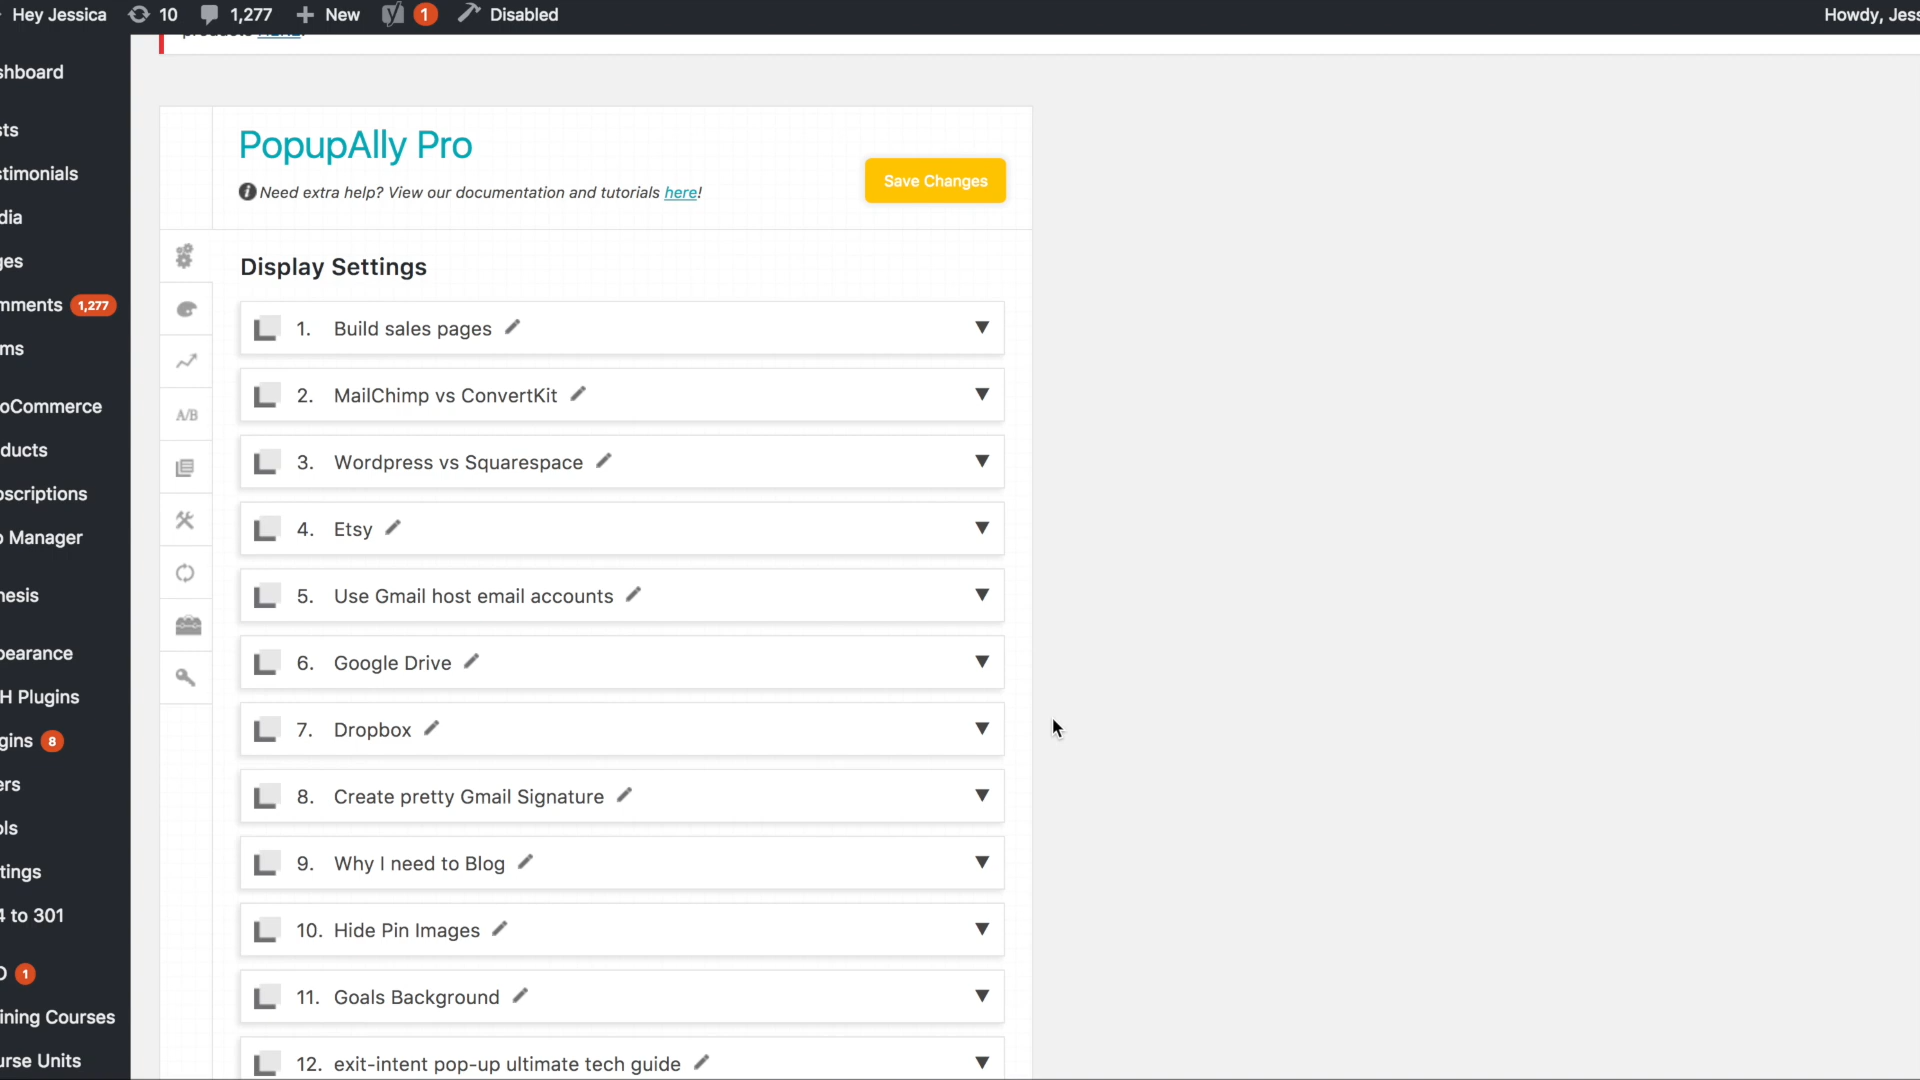 Hey Jessica 10 1,277 New 1 Disabled Howdy, Jess
shboard
sts
stimonials
dia
ges
mments 1,277
ms
oCommerce
ducts
bscriptions
o Manager
nesis
pearance
H Plugins
gins 8
ers
ols
tings
4 to 301
O 1
ining Courses
urse Units
PopupAlly Pro
Need extra help? View our documentation and tutorials here!
Save Changes
A/B
Display Settings
1. Build sales pages
2. MailChimp vs ConvertKit
3. Wordpress vs Squarespace
4. Etsy
5. Use Gmail host email accounts
6. Google Drive
7. Dropbox
8. Create pretty Gmail Signature
9. Why I need to Blog
10. Hide Pin Images
11. Goals Background
12. exit-intent pop-up ultimate tech guide